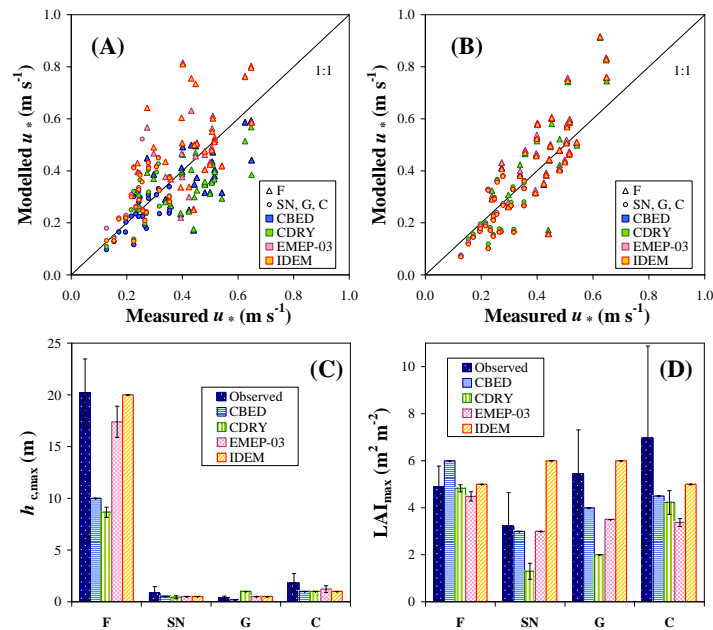 (A)
1:1
Modelled u * (m s⁻¹)
1.0
0.8
0.6
0.4
0.2
0.0
F
SN, G, C
CBED
CDRY
EMEP-03
IDEM
0.0 0.2 0.4 0.6 0.8 1.0
Measured u * (m s⁻¹)
(B)
1:1
Modelled u * (m s⁻¹)
1.0
0.8
0.6
0.4
0.2
0.0
F
SN, G, C
CBED
CDRY
EMEP-03
IDEM
0.0 0.2 0.4 0.6 0.8 1.0
Measured u * (m s⁻¹)
(C)
h c,max (m)
25
20
15
10
5
0
Observed
CBED
CDRY
EMEP-03
IDEM
F SN G C
(D)
LAImax (m² m⁻²)
10
8
6
4
2
0
Observed
CBED
CDRY
EMEP-03
IDEM
F SN G C